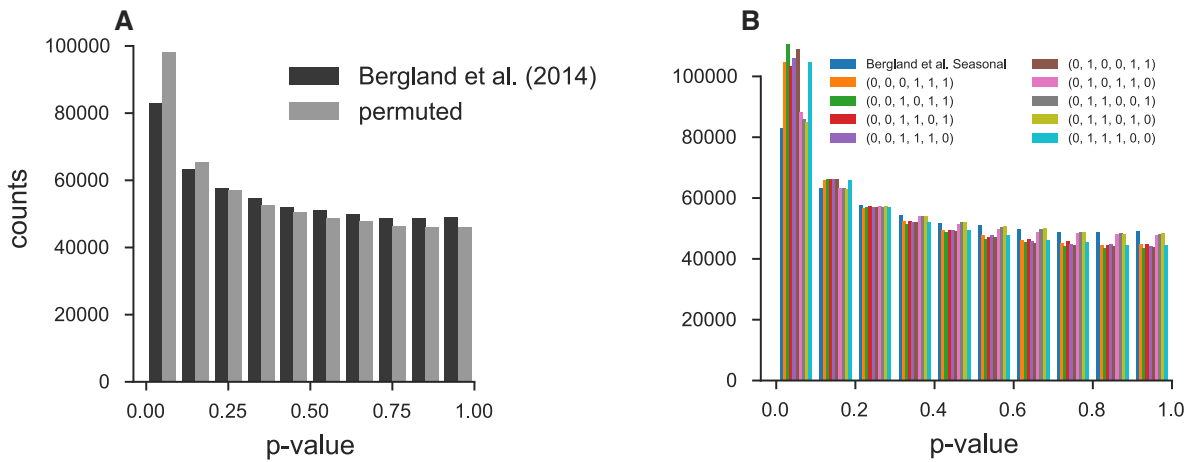 A
100000
80000
60000
40000
20000
0
counts
Bergland et al. (2014)
permuted
0.00 0.25 0.50 0.75 1.00
p-value
B
100000
80000
60000
40000
20000
0
Bergland et al. Seasonal
(0, 0, 0, 1, 1, 1)
(0, 0, 1, 0, 1, 1)
(0, 0, 1, 1, 0, 1)
(0, 0, 1, 1, 1, 0)
(0, 1, 0, 0, 1, 1)
(0, 1, 0, 1, 1, 0)
(0, 1, 1, 0, 0, 1)
(0, 1, 1, 0, 1, 0)
(0, 1, 1, 1, 0, 0)
0.0 0.2 0.4 0.6 0.8 1.0
p-value